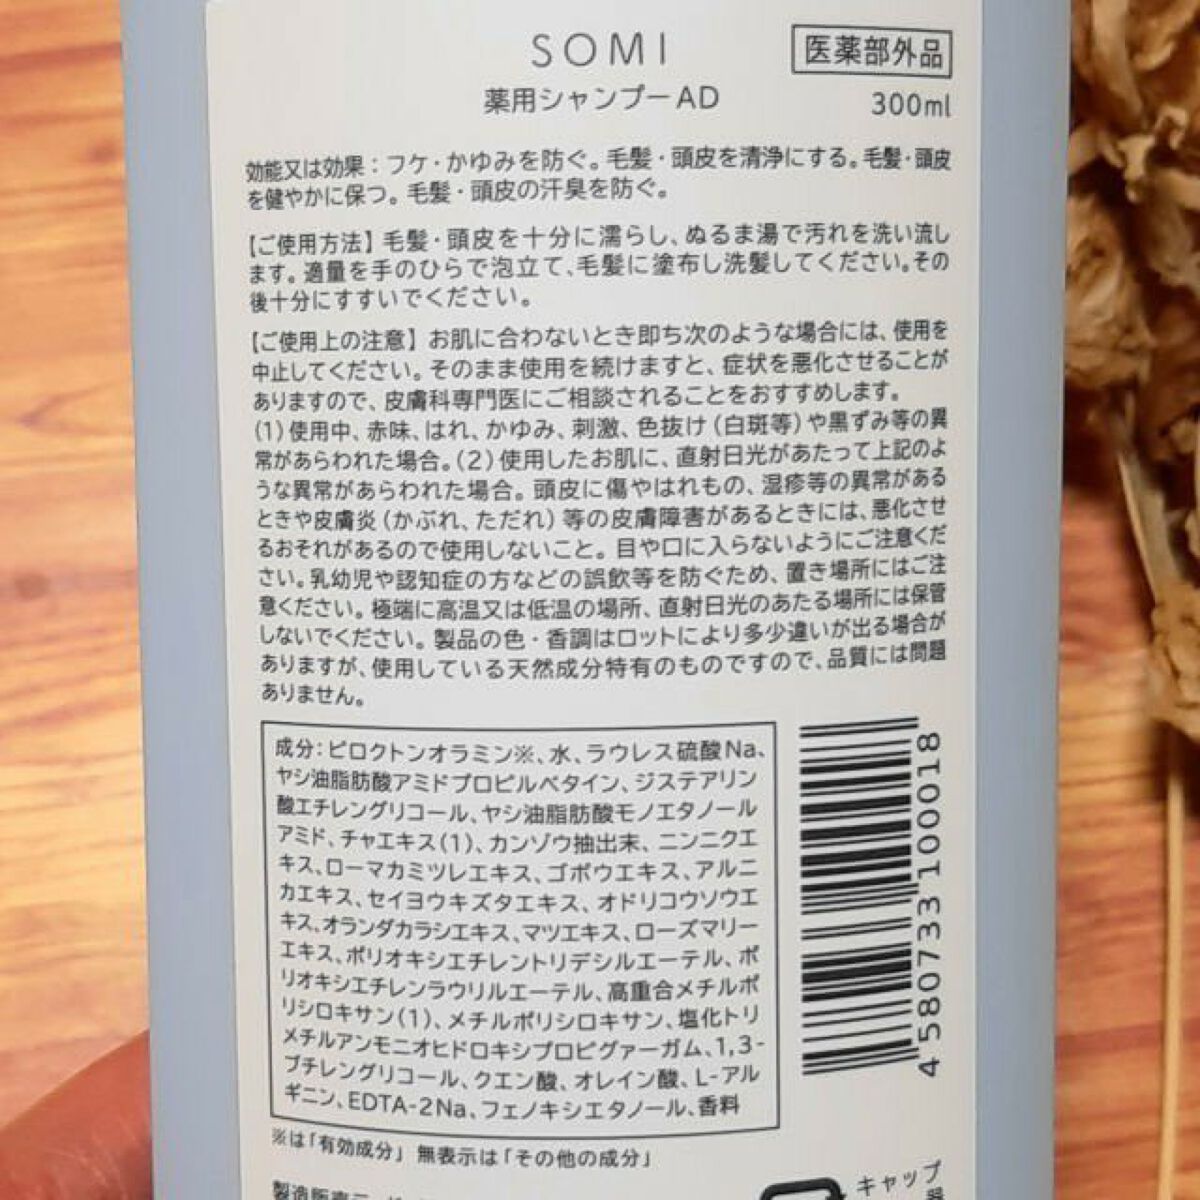 SOMI
医薬部外品
薬用シャンプーAD
300ml
効能又は効果：フケ・かゆみを防ぐ。毛髪・頭皮を清浄にする。毛髪・頭皮
を健やかに保つ。毛髪・頭皮の汗臭を防ぐ。
【ご使用方法】毛髪・頭皮を十分に濡らし、ぬるま湯で汚れを洗い流し
ます。適量を手のひらで泡立て、毛髪に塗布し洗髪してください。その
後十分にすすいでください。
【ご使用上の注意】お肌に合わないとき即ち次のような場合には、使用を
中止してください。そのまま使用を続けますと、症状を悪化させることが
ありますので、皮膚科専門医にご相談されることをおすすめします。
（1）使用中、赤味、はれ、かゆみ、刺激、色抜け（白斑等）や黒ずみ等の異
常があらわれた場合。（2）使用したお肌に、直射日光があたって上記のよ
うな異常があらわれた場合。頭皮に傷やはれもの、湿疹等の異常がある
ときや皮膚炎（かぶれ、ただれ）等の皮膚障害があるときには、悪化させ
るおそれがあるので使用しないこと。目や口に入らないようにご注意くだ
さい。乳幼児や認知症の方などの誤飲等を防ぐため、置き場所にはご注
意ください。極端に高温又は低温の場所、直射日光のあたる場所には保管
しないでください。製品の色・香調はロットにより多少違いが出る場合が
ありますが、使用している天然成分特有のものですので、品質には問題
ありません。
成分：ピロクトンオラミン※、水、ラウレス硫酸Na、
ヤシ油脂肪酸アミドプロピルベタイン、ジステアリン
酸エチレングリコール、ヤシ油脂肪酸モノエタノール
アミド、チャエキス（1）、カンゾウ抽出末、ニンニクエ
キス、ローマカミツレエキス、ゴボウエキス、アルニ
カエキス、セイヨウキズタエキス、オドリコソウエ
キス、オランダカラシエキス、マツエキス、ローズマリー
エキス、ポリオキシエチレントリデシルエーテル、ポ
リオキシエチレンラウリルエーテル、高重合メチルポ
リシロキサン（1）、メチルポリシロキサン、塩化トリ
メチルアンモニオヒドロキシプロピルグァーガム、1,3-
ブチレングリコール、クエン酸、オレイン酸、L-アル
ギニン、EDTA-2Na、フェノキシエタノール、香料
4580733100018
※は「有効成分」無表示は「その他の成分」
キャップ